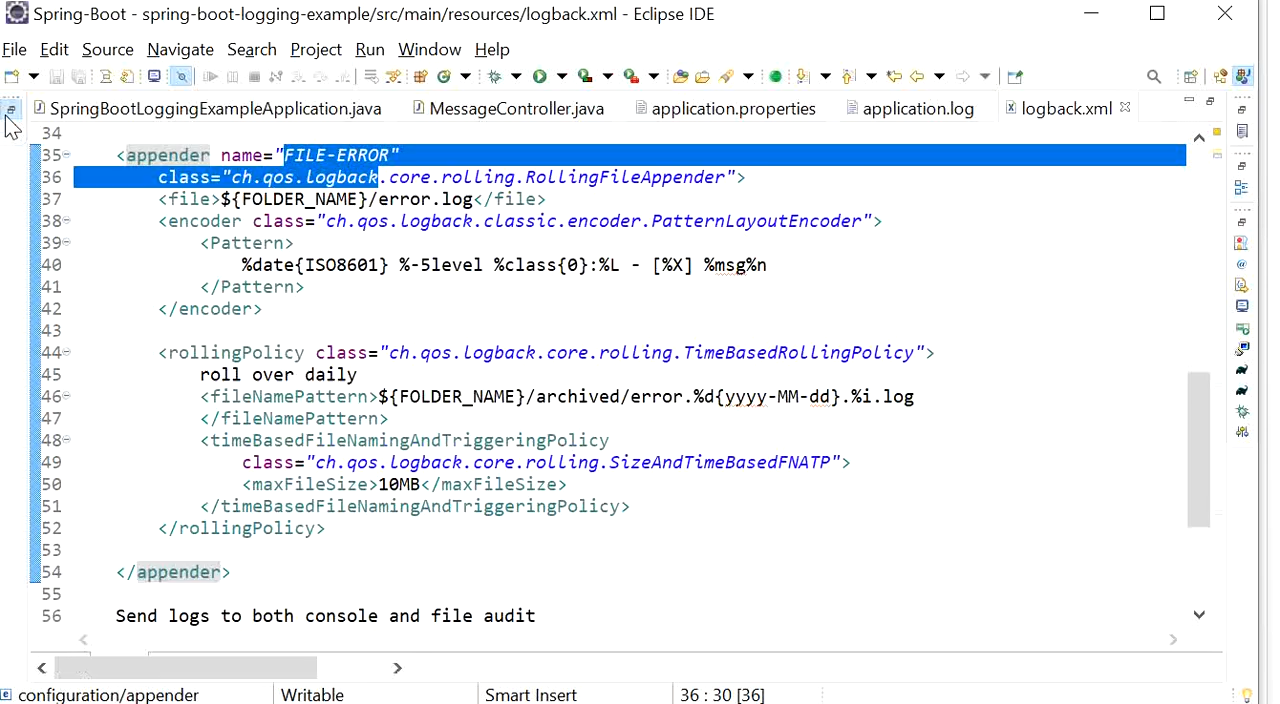 Spring-Boot - spring-boot-logging-example/src/main/resources/logback.xml - Eclipse IDE
File Edit Source Navigate Search Project Run Window Help
SpringBootLoggingExampleApplication.java MessageController.java application.properties application.log logback.xml
34
35 <appender name="FILE-ERROR"
36 class="ch.qos.logback.core.rolling.RollingFileAppender">
37 <file>${FOLDER_NAME}/error.log</file>
38 <encoder class="ch.qos.logback.classic.encoder.PatternLayoutEncoder">
39 <Pattern>
40 %date{ISO8601} %-5level %class{0}:%L - [%X] %msg%n
41 </Pattern>
42 </encoder>
43
44 <rollingPolicy class="ch.qos.logback.core.rolling.TimeBasedRollingPolicy">
45 roll over daily
46 <fileNamePattern>${FOLDER_NAME}/archived/error.%d{yyyy-MM-dd}.%i.log
47 </fileNamePattern>
48 <timeBasedFileNamingAndTriggeringPolicy
49 class="ch.qos.logback.core.rolling.SizeAndTimeBasedFNATP">
50 <maxFileSize>10MB</maxFileSize>
51 </timeBasedFileNamingAndTriggeringPolicy>
52 </rollingPolicy>
53
54 </appender>
55
56 Send logs to both console and file audit
configuration/appender Writable Smart Insert 36 : 30 [36]